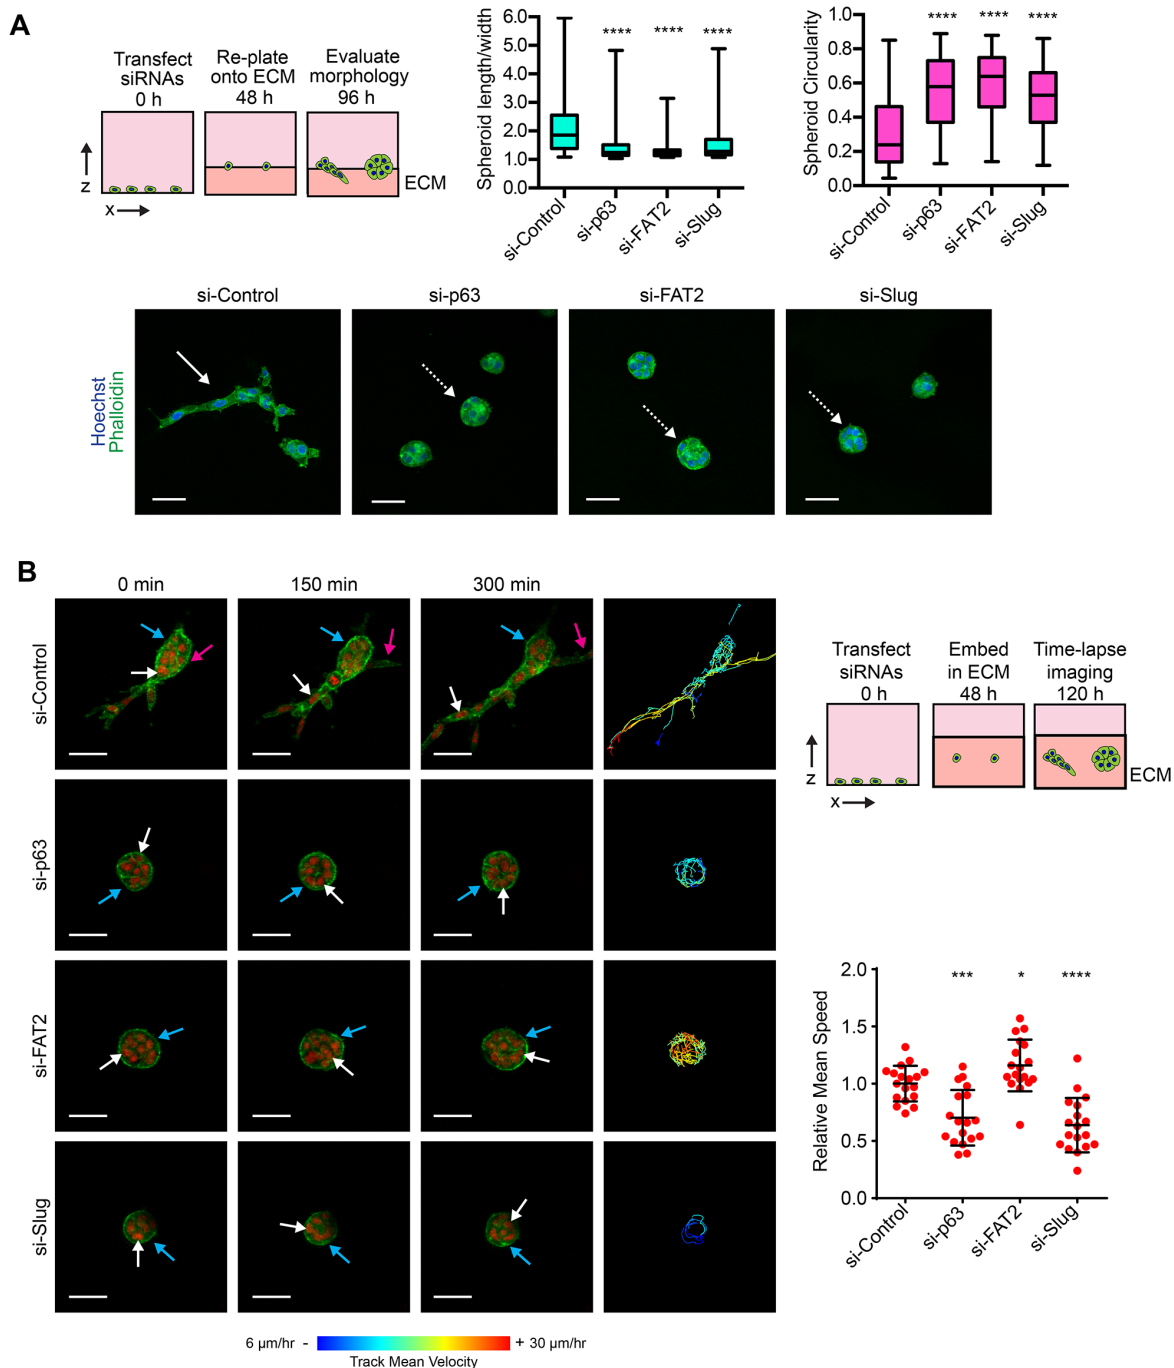 A
Transfect
siRNAs
0 h
Re-plate
onto ECM
48 h
Evaluate
morphology
96 h
z
x
ECM
Spheroid length/width
6.0
5.0
4.0
3.0
2.0
1.0
0.0
**** **** ****
si-Control
si-p63
si-FAT2
si-Slug
Spheroid Circularity
1.0
0.8
0.6
0.4
0.2
0.0
**** **** ****
si-Control
si-p63
si-FAT2
si-Slug
si-Control si-p63 si-FAT2 si-Slug
Hoechst
Phalloidin
B
0 min 150 min 300 min
si-Control
si-p63
si-FAT2
si-Slug
6 µm/hr - + 30 µm/hr
Track Mean Velocity
Transfect
siRNAs
0 h
Embed
in ECM
48 h
Time-lapse
imaging
120 h
z
x
ECM
Relative Mean Speed
2.0
1.5
1.0
0.5
0.0
*** * ****
si-Control
si-p63
si-FAT2
si-Slug